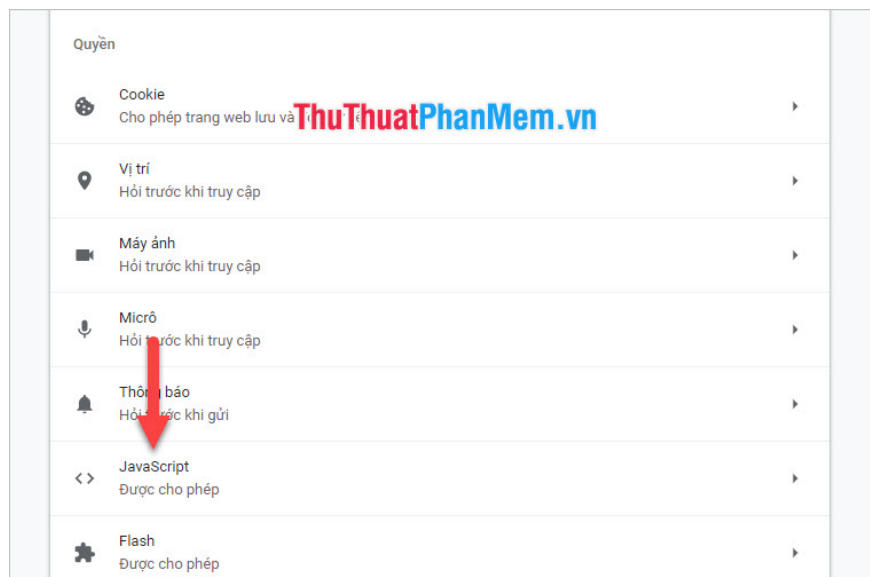 Quyền
Cookie
Cho phép trang web lưu và
ThuThuatPhanMem.vn
Vị trí
Hỏi trước khi truy cập
Máy ảnh
Hỏi trước khi truy cập
Micrô
Hỏi trước khi truy cập
Thông báo
Hỏi trước khi gửi
JavaScript
Được cho phép
Flash
Được cho phép